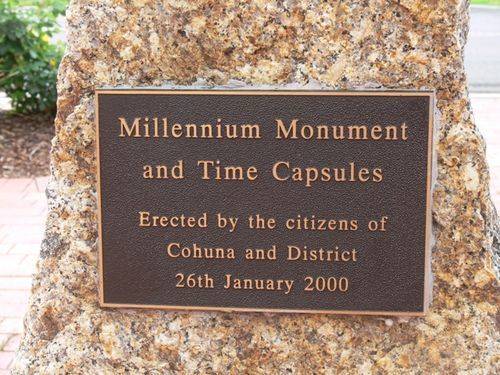 Millennium Monument
and Time Capsules
Erected by the citizens of
Cohuna and District
26th January 2000